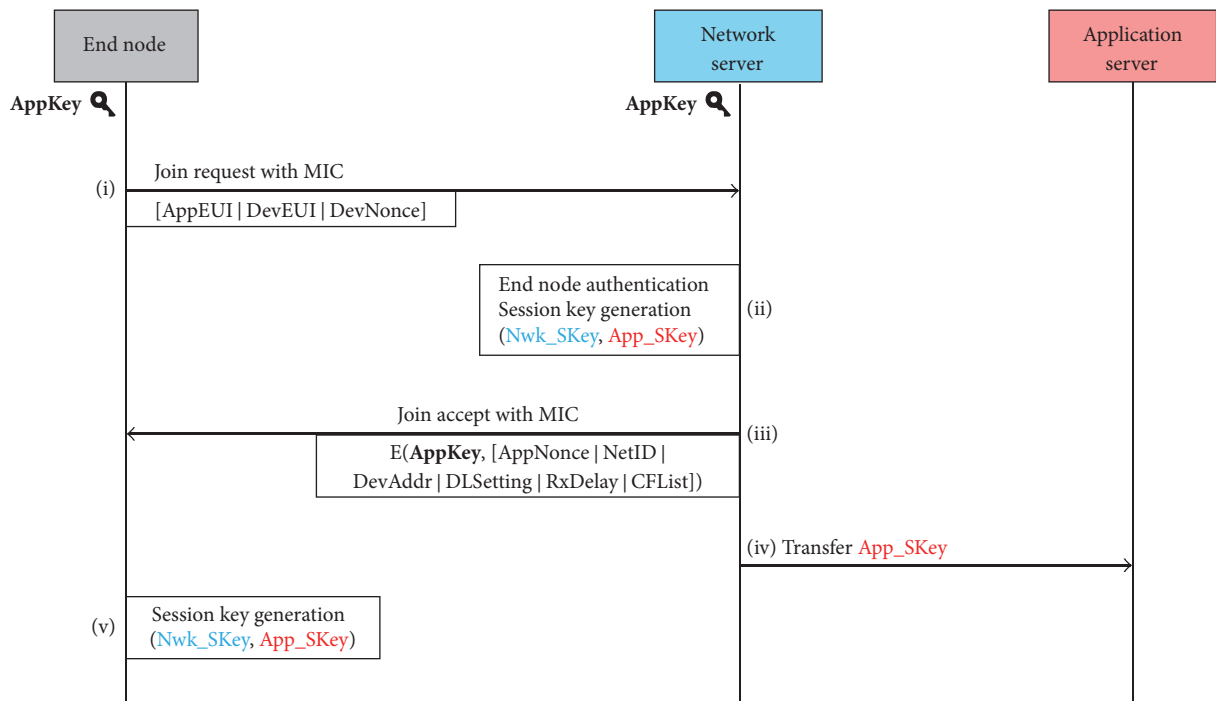 End node
Network
server
Application
server
AppKey
AppKey
Join request with MIC
(i)
[AppEUI | DevEUI | DevNonce]
End node authentication
Session key generation
(Nwk_SKey, App_SKey)
(ii)
Join accept with MIC
(iii)
E(AppKey, [AppNonce | NetID |
DevAddr | DLSetting | RxDelay | CFList])
(iv) Transfer App_SKey
(v)
Session key generation
(Nwk_SKey, App_SKey)